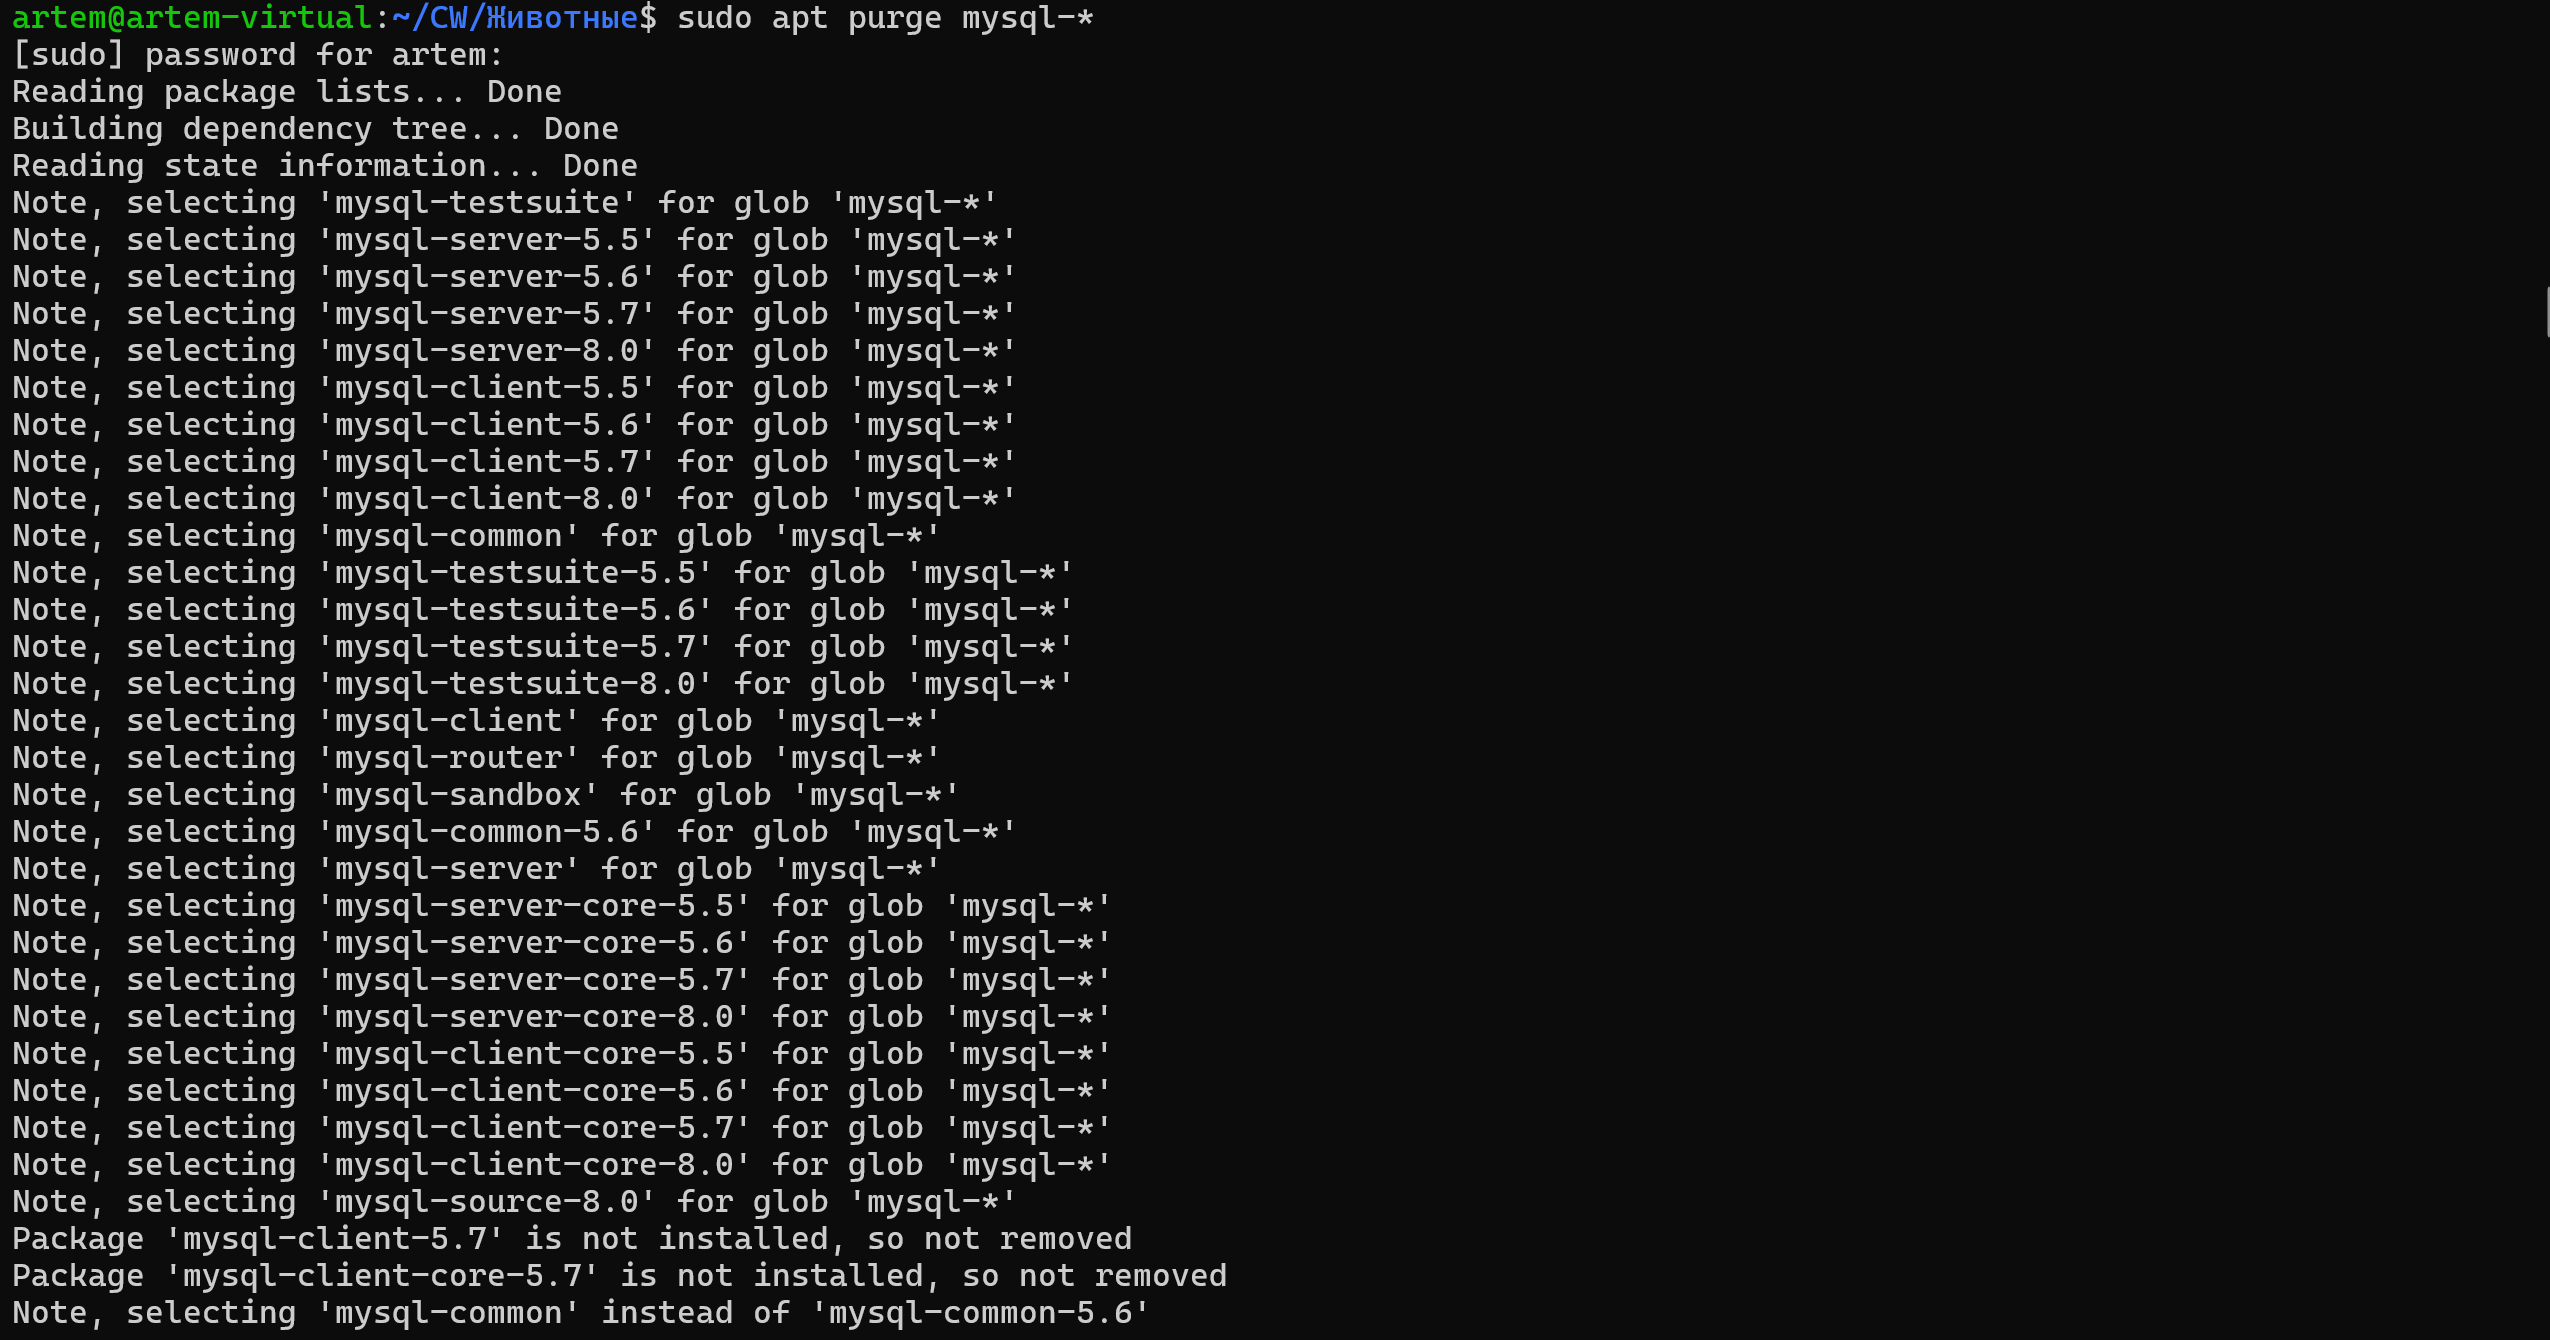 artem@artem-virtual:~/CW/Животные$ sudo apt purge mysql-*
[sudo] password for artem:
Reading package lists... Done
Building dependency tree... Done
Reading state information... Done
Note, selecting 'mysql-testsuite' for glob 'mysql-*'
Note, selecting 'mysql-server-5.5' for glob 'mysql-*'
Note, selecting 'mysql-server-5.6' for glob 'mysql-*'
Note, selecting 'mysql-server-5.7' for glob 'mysql-*'
Note, selecting 'mysql-server-8.0' for glob 'mysql-*'
Note, selecting 'mysql-client-5.5' for glob 'mysql-*'
Note, selecting 'mysql-client-5.6' for glob 'mysql-*'
Note, selecting 'mysql-client-5.7' for glob 'mysql-*'
Note, selecting 'mysql-client-8.0' for glob 'mysql-*'
Note, selecting 'mysql-common' for glob 'mysql-*'
Note, selecting 'mysql-testsuite-5.5' for glob 'mysql-*'
Note, selecting 'mysql-testsuite-5.6' for glob 'mysql-*'
Note, selecting 'mysql-testsuite-5.7' for glob 'mysql-*'
Note, selecting 'mysql-testsuite-8.0' for glob 'mysql-*'
Note, selecting 'mysql-client' for glob 'mysql-*'
Note, selecting 'mysql-router' for glob 'mysql-*'
Note, selecting 'mysql-sandbox' for glob 'mysql-*'
Note, selecting 'mysql-common-5.6' for glob 'mysql-*'
Note, selecting 'mysql-server' for glob 'mysql-*'
Note, selecting 'mysql-server-core-5.5' for glob 'mysql-*'
Note, selecting 'mysql-server-core-5.6' for glob 'mysql-*'
Note, selecting 'mysql-server-core-5.7' for glob 'mysql-*'
Note, selecting 'mysql-server-core-8.0' for glob 'mysql-*'
Note, selecting 'mysql-client-core-5.5' for glob 'mysql-*'
Note, selecting 'mysql-client-core-5.6' for glob 'mysql-*'
Note, selecting 'mysql-client-core-5.7' for glob 'mysql-*'
Note, selecting 'mysql-client-core-8.0' for glob 'mysql-*'
Note, selecting 'mysql-source-8.0' for glob 'mysql-*'
Package 'mysql-client-5.7' is not installed, so not removed
Package 'mysql-client-core-5.7' is not installed, so not removed
Note, selecting 'mysql-common' instead of 'mysql-common-5.6'